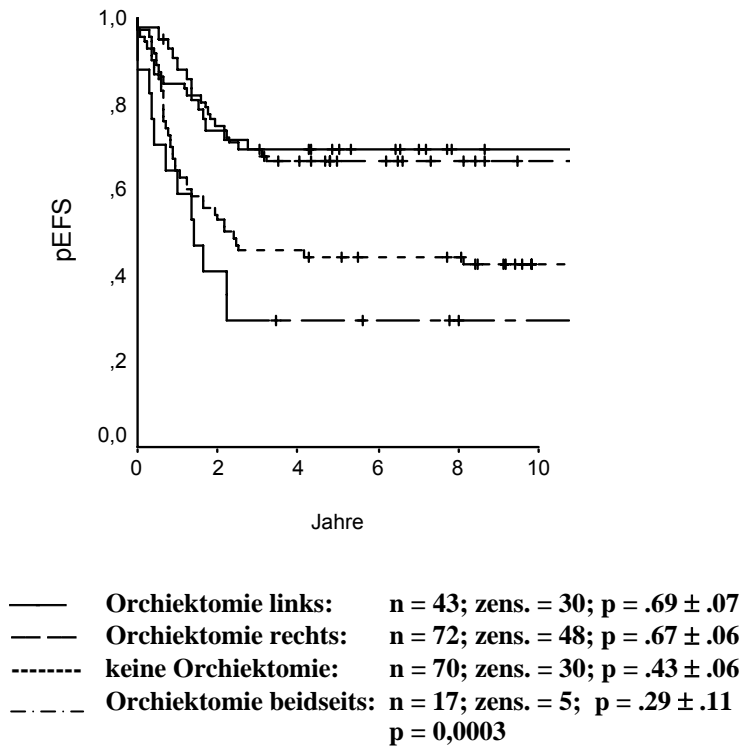 1,0
,8
,6
,4
,2
0,0
pEFS
0 2 4 6 8 10
Jahre
Orchiektomie links: n = 43; zens. = 30; p = .69 ± .07
Orchiektomie rechts: n = 72; zens. = 48; p = .67 ± .06
keine Orchiektomie: n = 70; zens. = 30; p = .43 ± .06
Orchiektomie beidseits: n = 17; zens. = 5; p = .29 ± .11
p = 0,0003